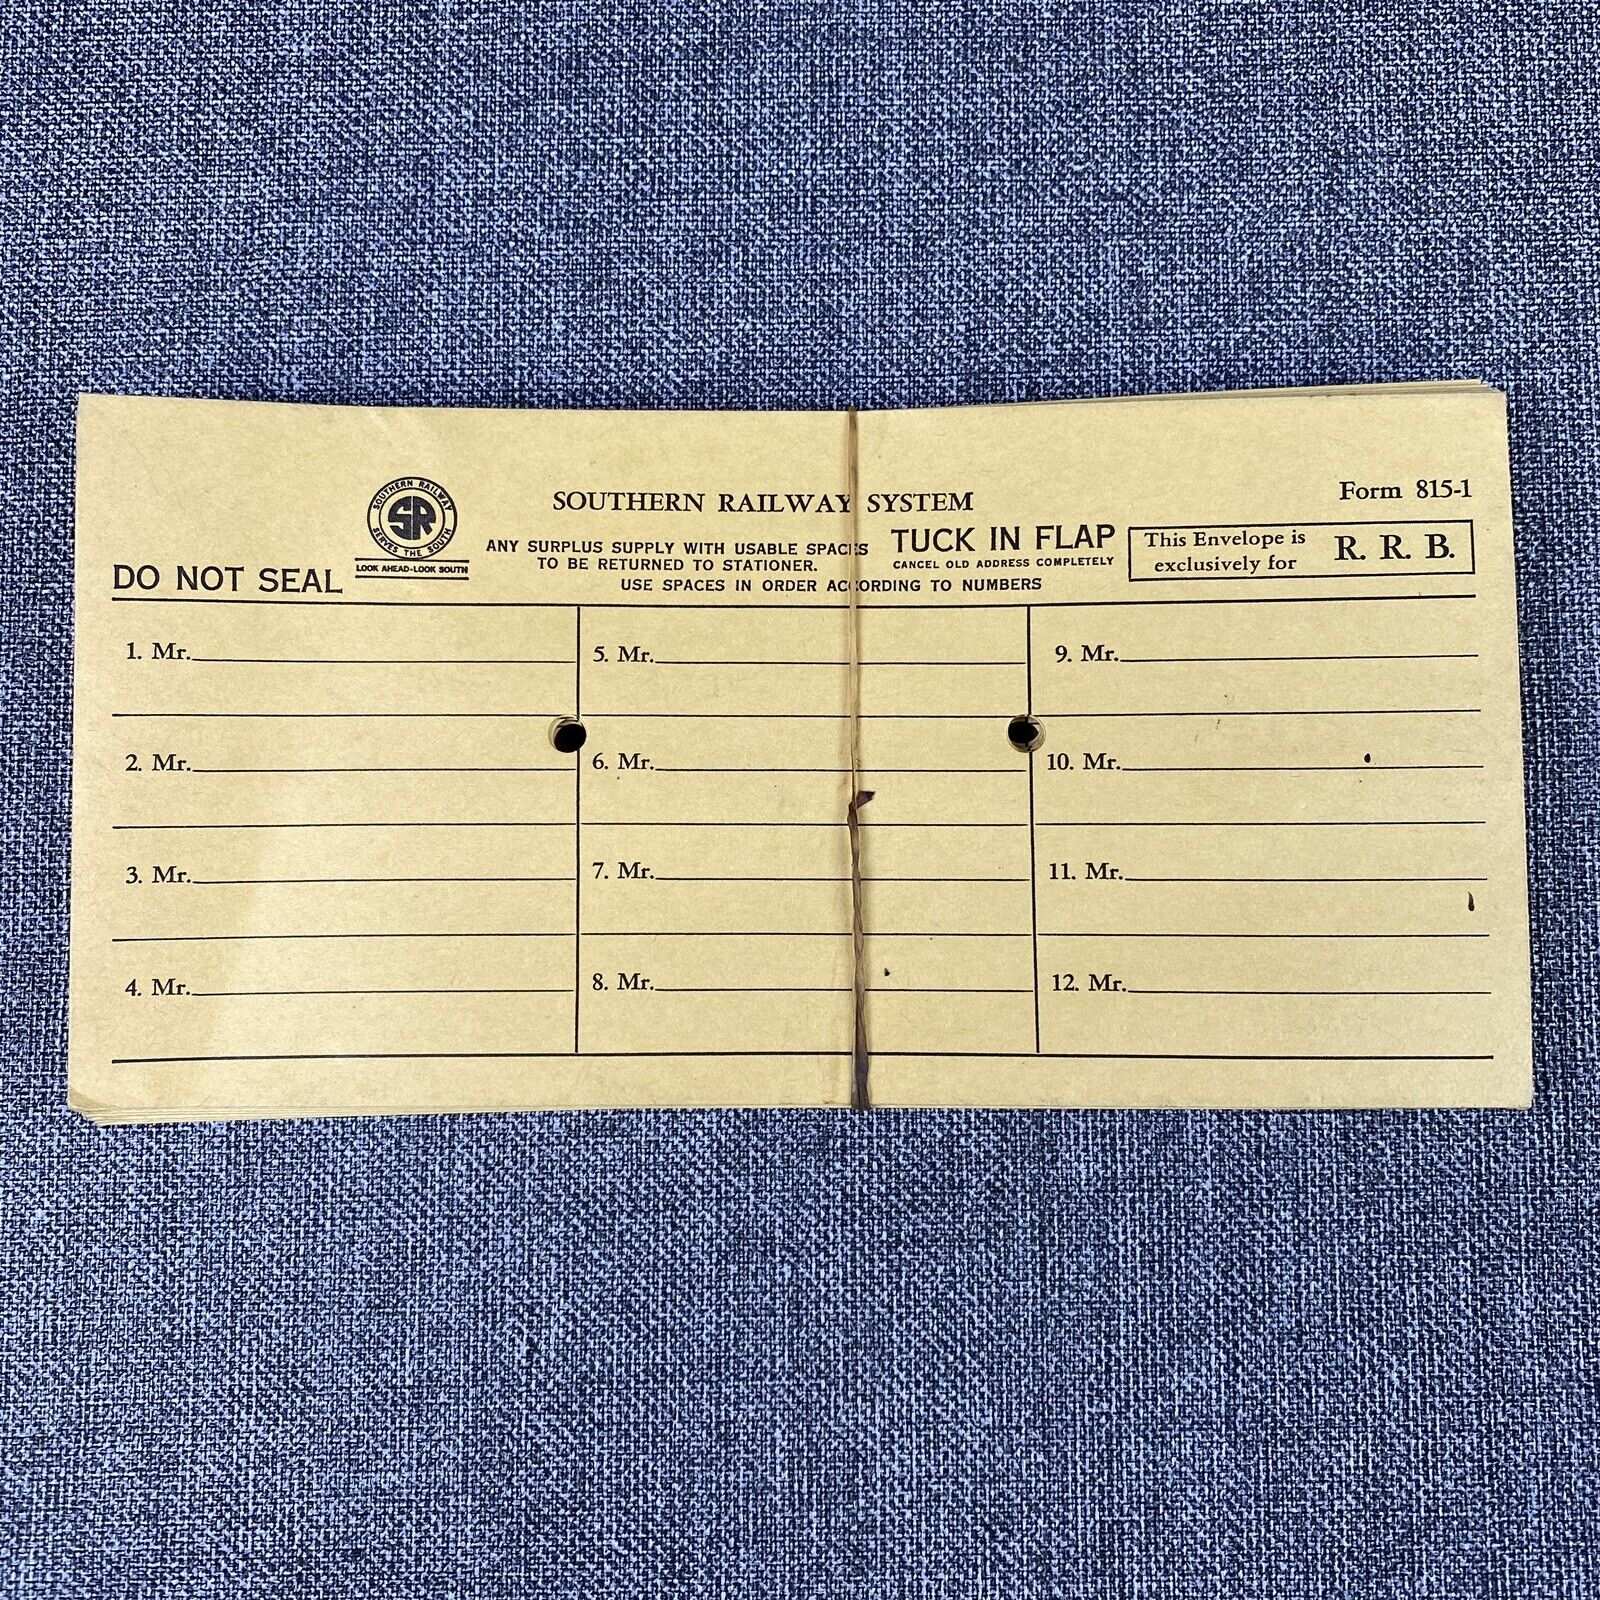 SOUTHERN RAILWAY
SR
SERVES THE SOUTH
LOOK AHEAD-LOOK SOUTH
DO NOT SEAL
SOUTHERN RAILWAY SYSTEM
ANY SURPLUS SUPPLY WITH USABLE SPACES
TO BE RETURNED TO STATIONER.
TUCK IN FLAP
CANCEL OLD ADDRESS COMPLETELY
USE SPACES IN ORDER ACCORDING TO NUMBERS
Form 815-1
This Envelope is
exclusively for
R. R. B.
1. Mr.
2. Mr.
3. Mr.
4. Mr.
5. Mr.
6. Mr.
7. Mr.
8. Mr.
9. Mr.
10. Mr.
11. Mr.
12. Mr.